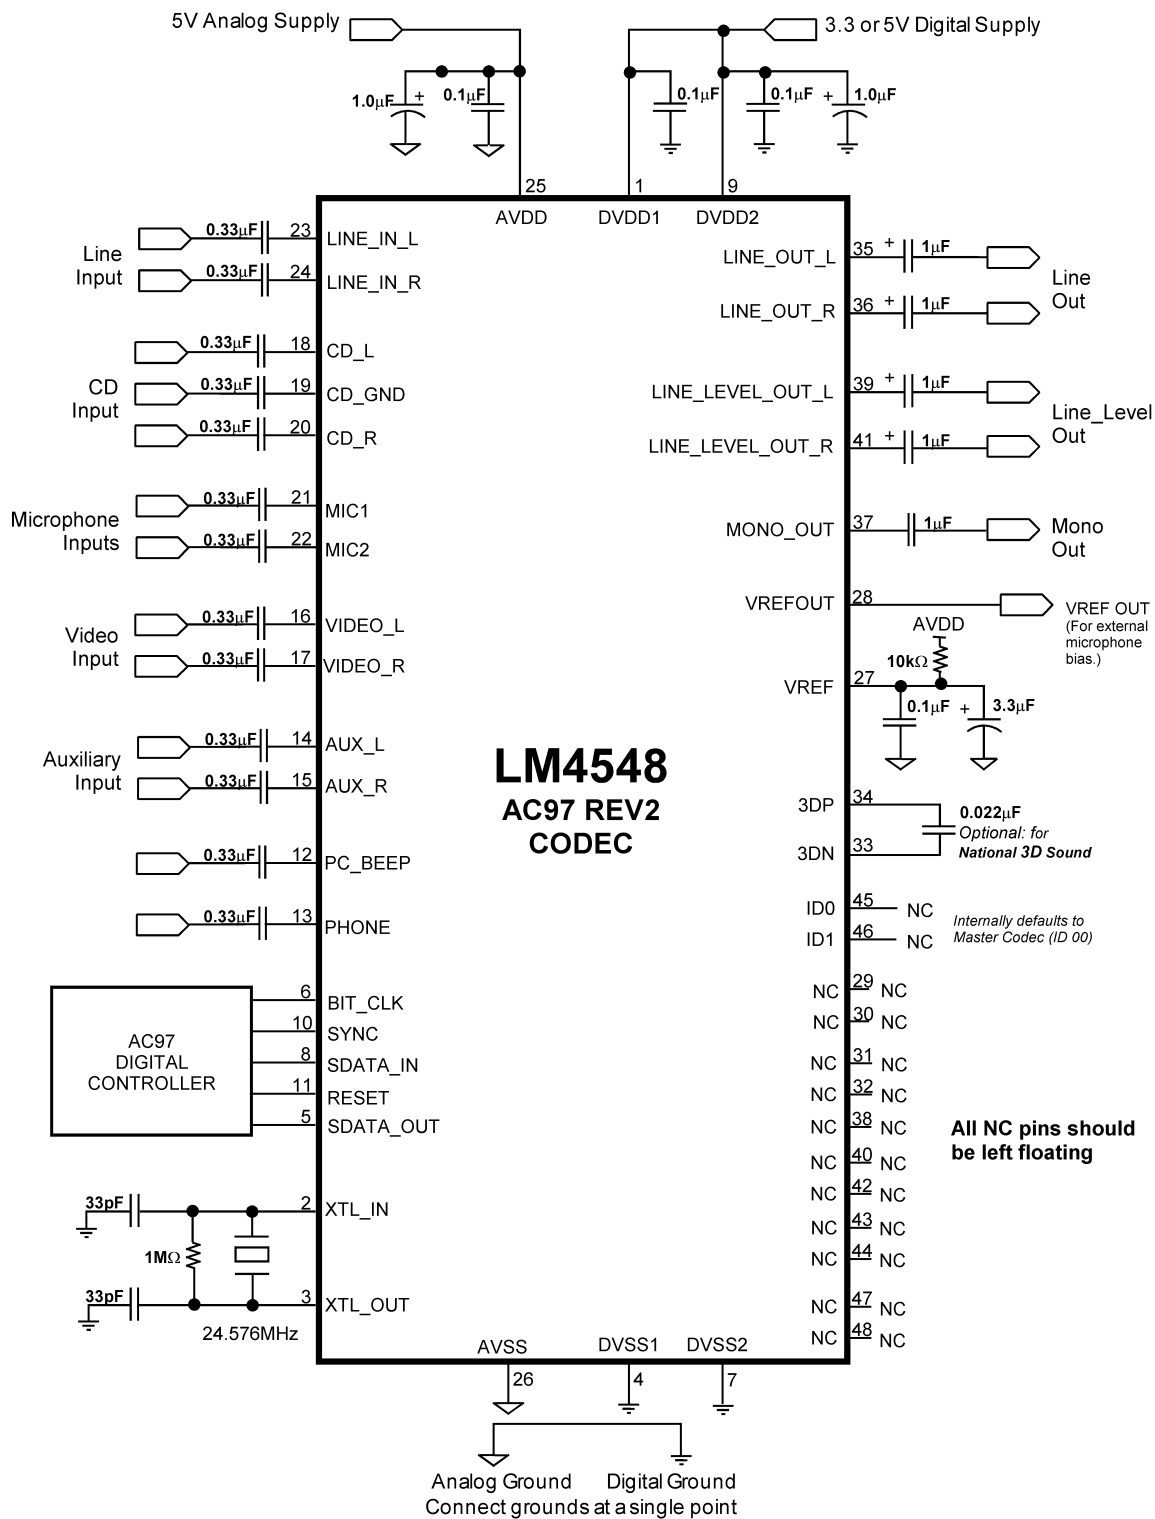 5V Analog Supply
3.3 or 5V Digital Supply
1.0µF
+
0.1µF
0.1µF
0.1µF
+
1.0µF
25
1
9
AVDD
DVDD1
DVDD2
Line
Input
0.33µF
23
LINE_IN_L
0.33µF
24
LINE_IN_R
CD
Input
0.33µF
18
CD_L
0.33µF
19
CD_GND
0.33µF
20
CD_R
Microphone
Inputs
0.33µF
21
MIC1
0.33µF
22
MIC2
Video
Input
0.33µF
16
VIDEO_L
0.33µF
17
VIDEO_R
Auxiliary
Input
0.33µF
14
AUX_L
0.33µF
15
AUX_R
0.33µF
12
PC_BEEP
0.33µF
13
PHONE
AC97
DIGITAL
CONTROLLER
6
BIT_CLK
10
SYNC
8
SDATA_IN
11
RESET
5
SDATA_OUT
33pF
2
XTL_IN
1MΩ
33pF
3
XTL_OUT
24.576MHz
LM4548
AC97 REV2
CODEC
LINE_OUT_L
35
+
1µF
LINE_OUT_R
36
+
1µF
Line
Out
LINE_LEVEL_OUT_L
39
+
1µF
LINE_LEVEL_OUT_R
41
+
1µF
Line_Level
Out
MONO_OUT
37
1µF
Mono
Out
VREFOUT
28
VREF OUT
(For external
microphone
bias.)
AVDD
10kΩ
VREF
27
0.1µF
+
3.3µF
3DP
34
3DN
33
0.022µF
Optional: for
National 3D Sound
ID0
45
NC
ID1
46
NC
Internally defaults to
Master Codec (ID 00)
NC
29
NC
NC
30
NC
NC
31
NC
NC
32
NC
NC
38
NC
NC
40
NC
NC
42
NC
NC
43
NC
NC
44
NC
NC
47
NC
NC
48
NC
All NC pins should
be left floating
AVSS
DVSS1
DVSS2
26
4
7
Analog Ground
Digital Ground
Connect grounds at a single point